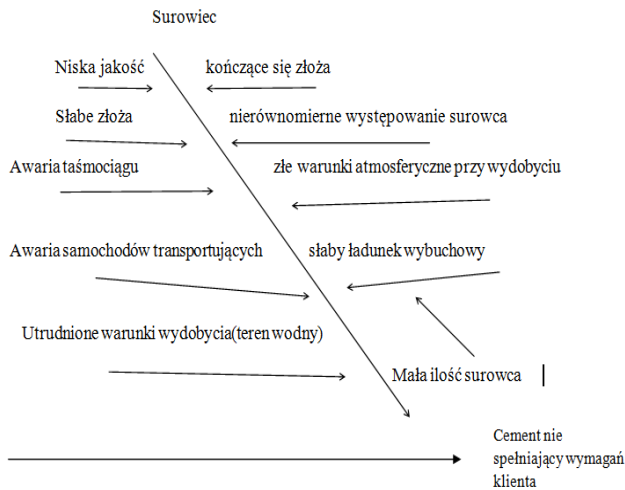 Surowiec
Niska jakość
kończące się złoża
Słabe złoża
nierównomierne występowanie surowca
Awaria taśmociągu
złe warunki atmosferyczne przy wydobyciu
Awaria samochodów transportujących
słaby ładunek wybuchowy
Utrudnione warunki wydobycia(teren wodny)
Mała ilość surowca
Cement nie
spełniający wymagań
klienta